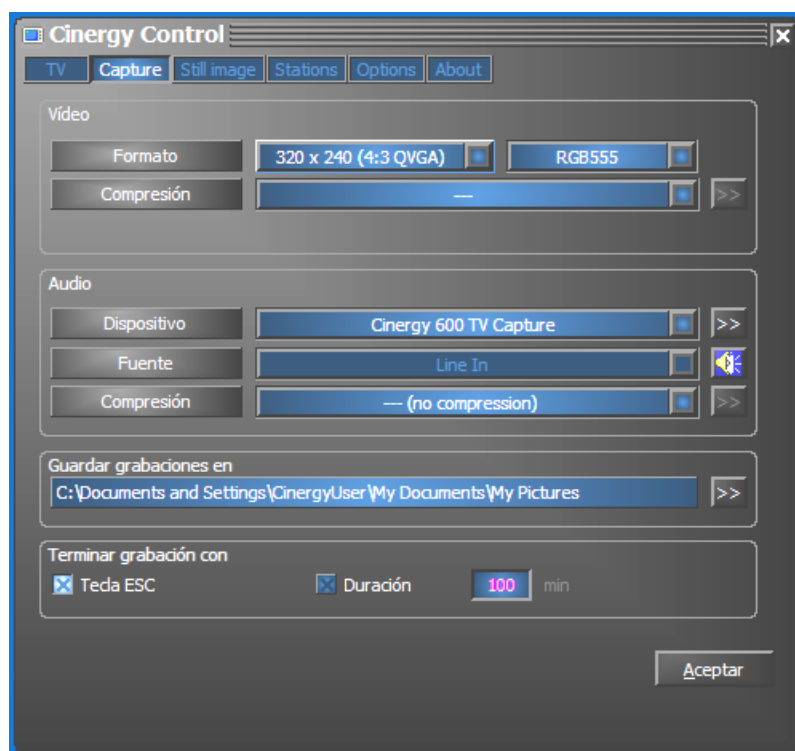 Cinergy Control
TV Capture Still image Stations Options About
Vídeo
Formato 320 x 240 (4:3 QVGA) RGB555
Compresión --- >>
Audio
Dispositivo Cinergy 600 TV Capture >>
Fuente Line In
Compresión --- (no compression) >>
Guardar grabaciones en
C:\Documents and Settings\CinergyUser\My Documents\My Pictures >>
Terminar grabación con
Tecla ESC Duración 100 min
Aceptar